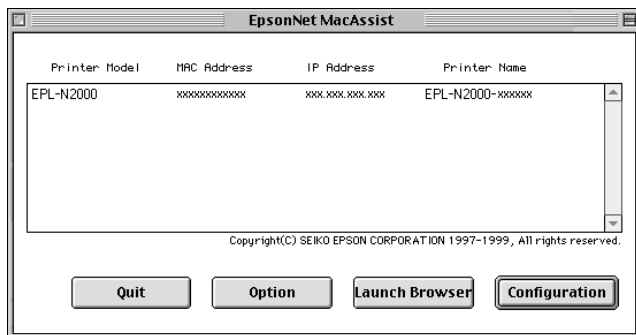 EpsonNet MacAssist
Printer Model MAC Address IP Address Printer Name
EPL-N2000 xxxxxxxxxxxx xxx.xxx.xxx.xxx EPL-N2000-xxxxxx
Copyright(C) SEIKO EPSON CORPORATION 1997-1999, All rights reserved.
Quit Option Launch Browser Configuration